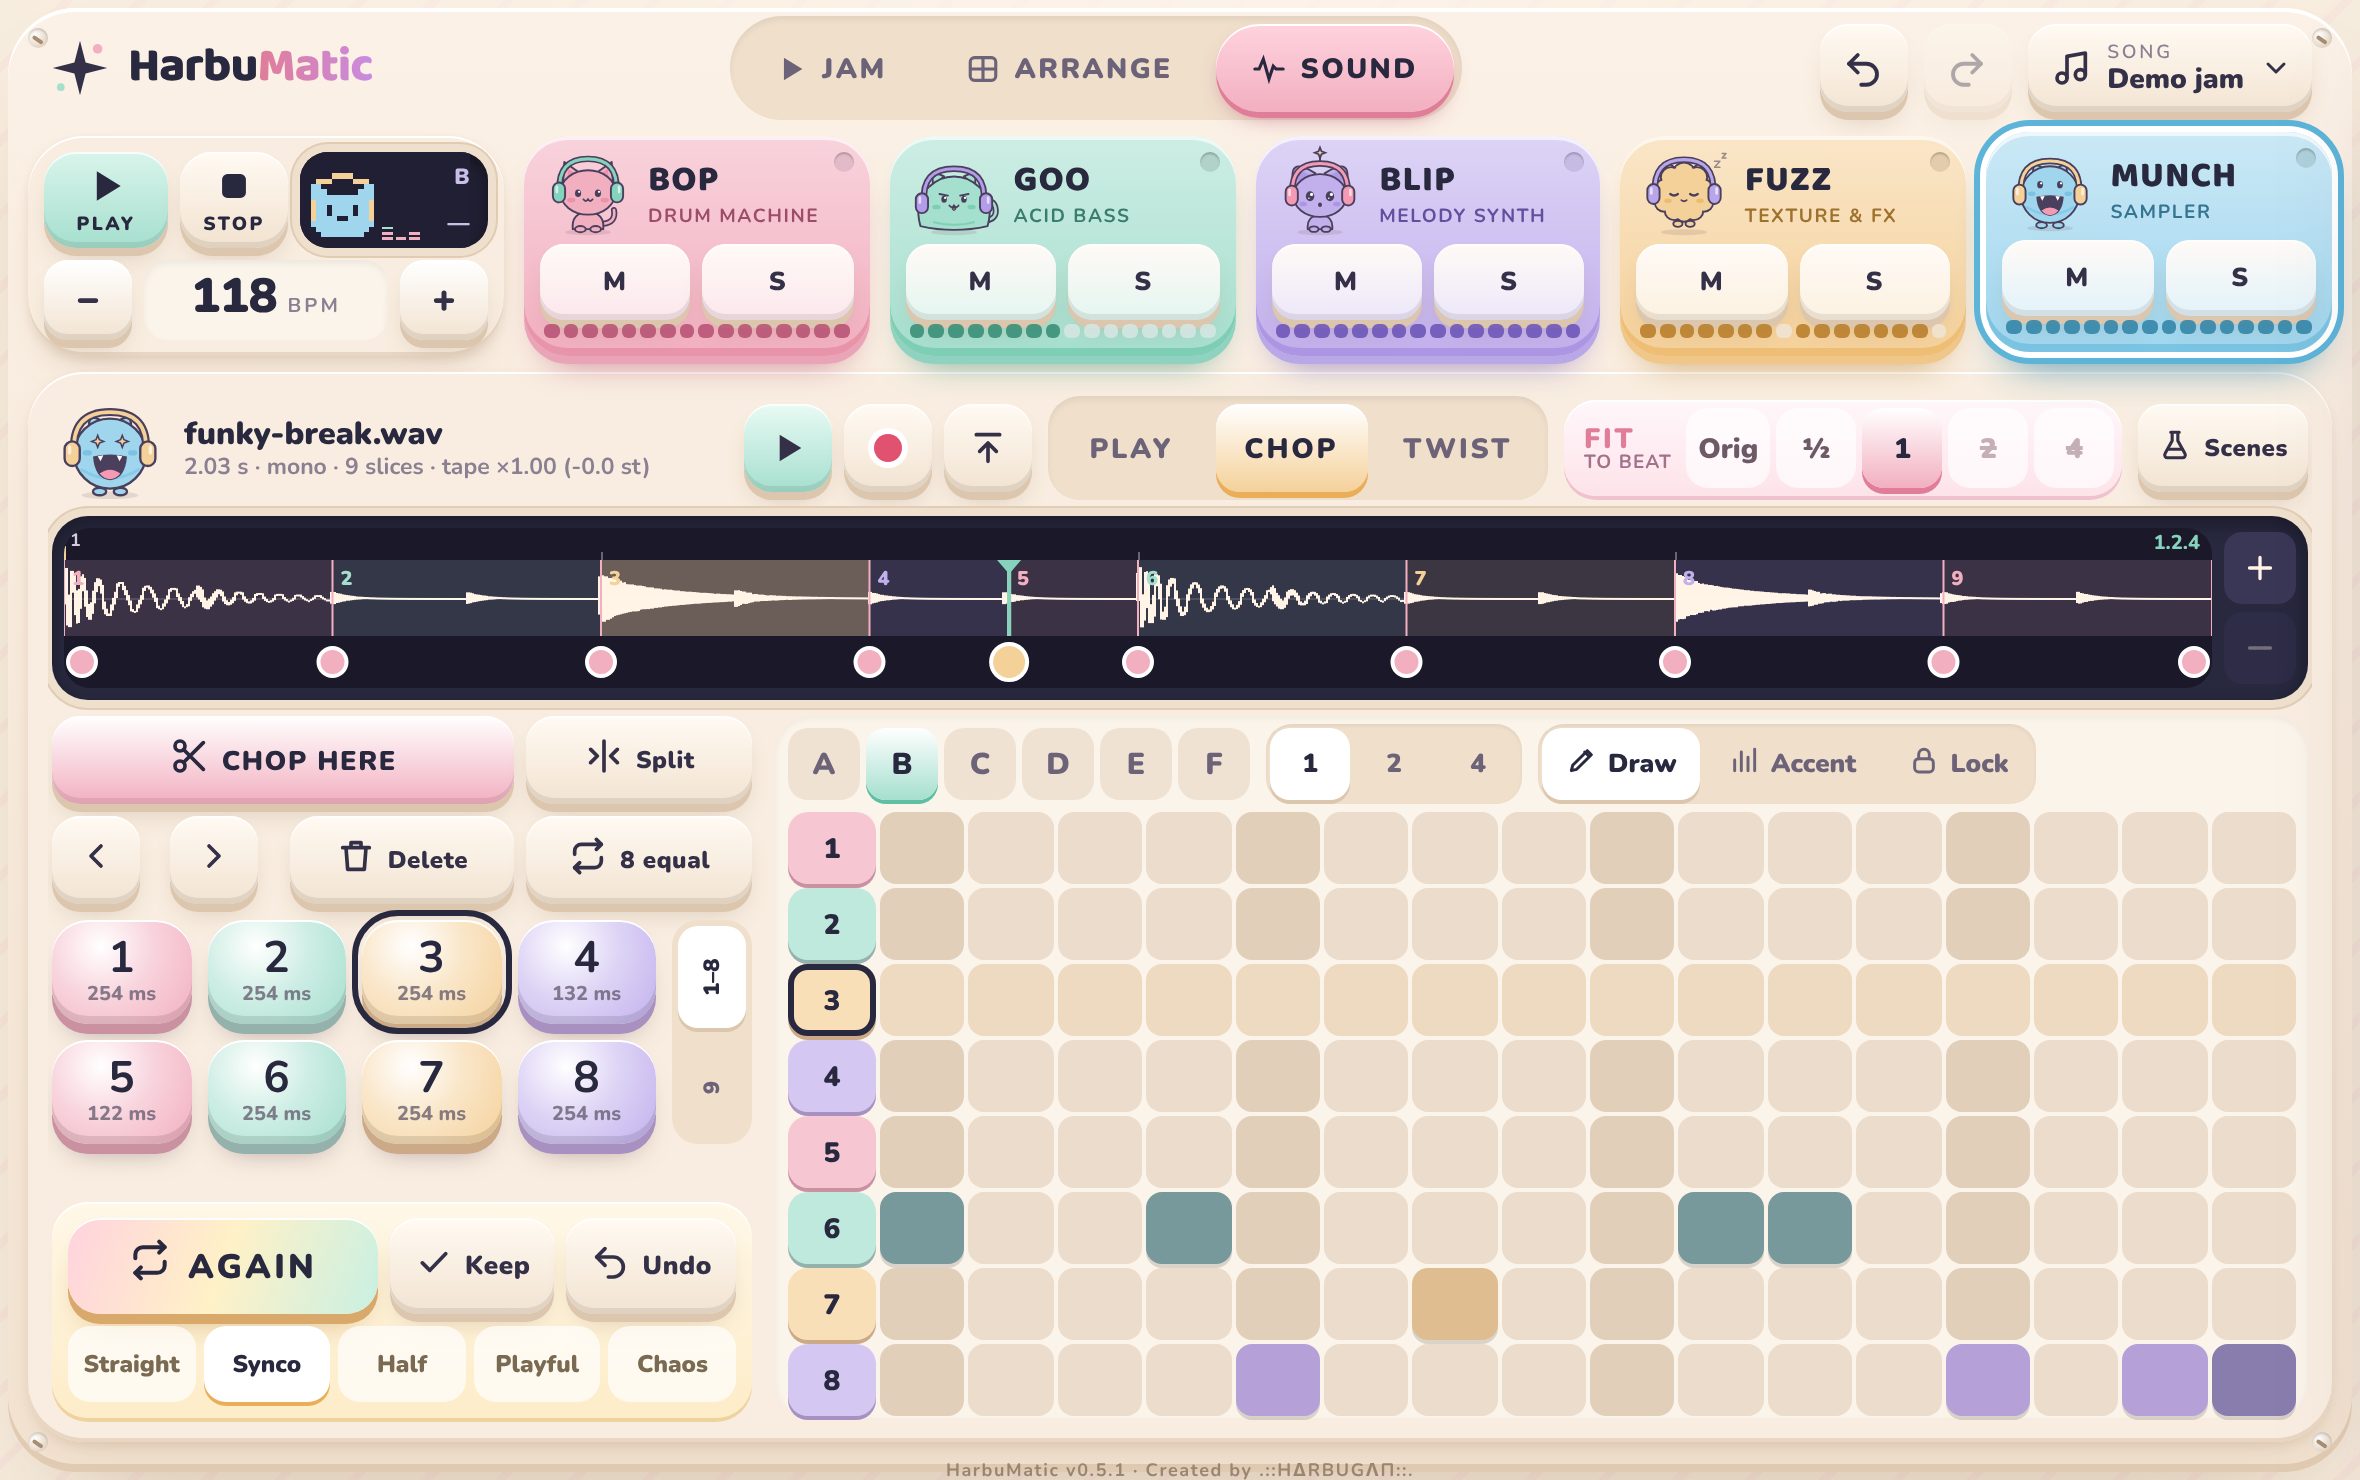 HarbuMatic
JAM
ARRANGE
SOUND
SONG
Demo jam
PLAY
STOP
B
118 BPM
BOP
DRUM MACHINE
M S
GOO
ACID BASS
M S
BLIP
MELODY SYNTH
M S
FUZZ
TEXTURE & FX
z z
M S
MUNCH
SAMPLER
M S
funky-break.wav
2.03 s · mono · 9 slices · tape ×1.00 (-0.0 st)
PLAY CHOP TWIST
FIT
TO BEAT
Orig ½ 1 2 4
Scenes
1 1.2.4
1 2 3 4 5 6 7 8 9
CHOP HERE
Split
Delete
8 equal
1 2 3 4
254 ms 254 ms 254 ms 132 ms
5 6 7 8
122 ms 254 ms 254 ms 254 ms
1–8
9
AGAIN
Keep
Undo
Straight Synco Half Playful Chaos
A B C D E F
1 2 4
Draw Accent Lock
1
2
3
4
5
6
7
8
HarbuMatic v0.5.1 · Created by .::HΔRBUGΛΠ::.